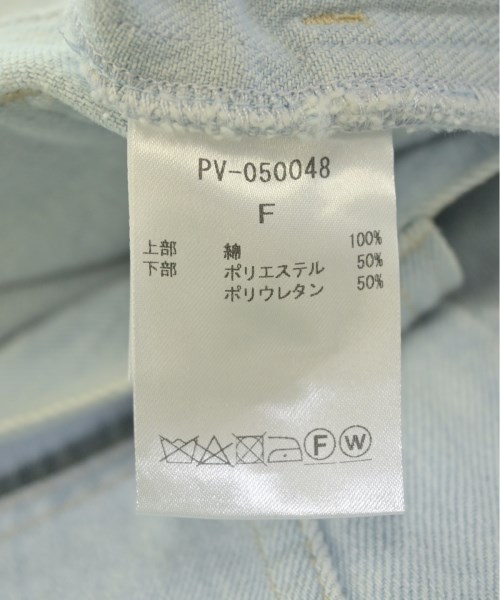 PV-050048
F
上部 綿 100%
下部 ポリエステル 50%
ポリウレタン 50%
F W